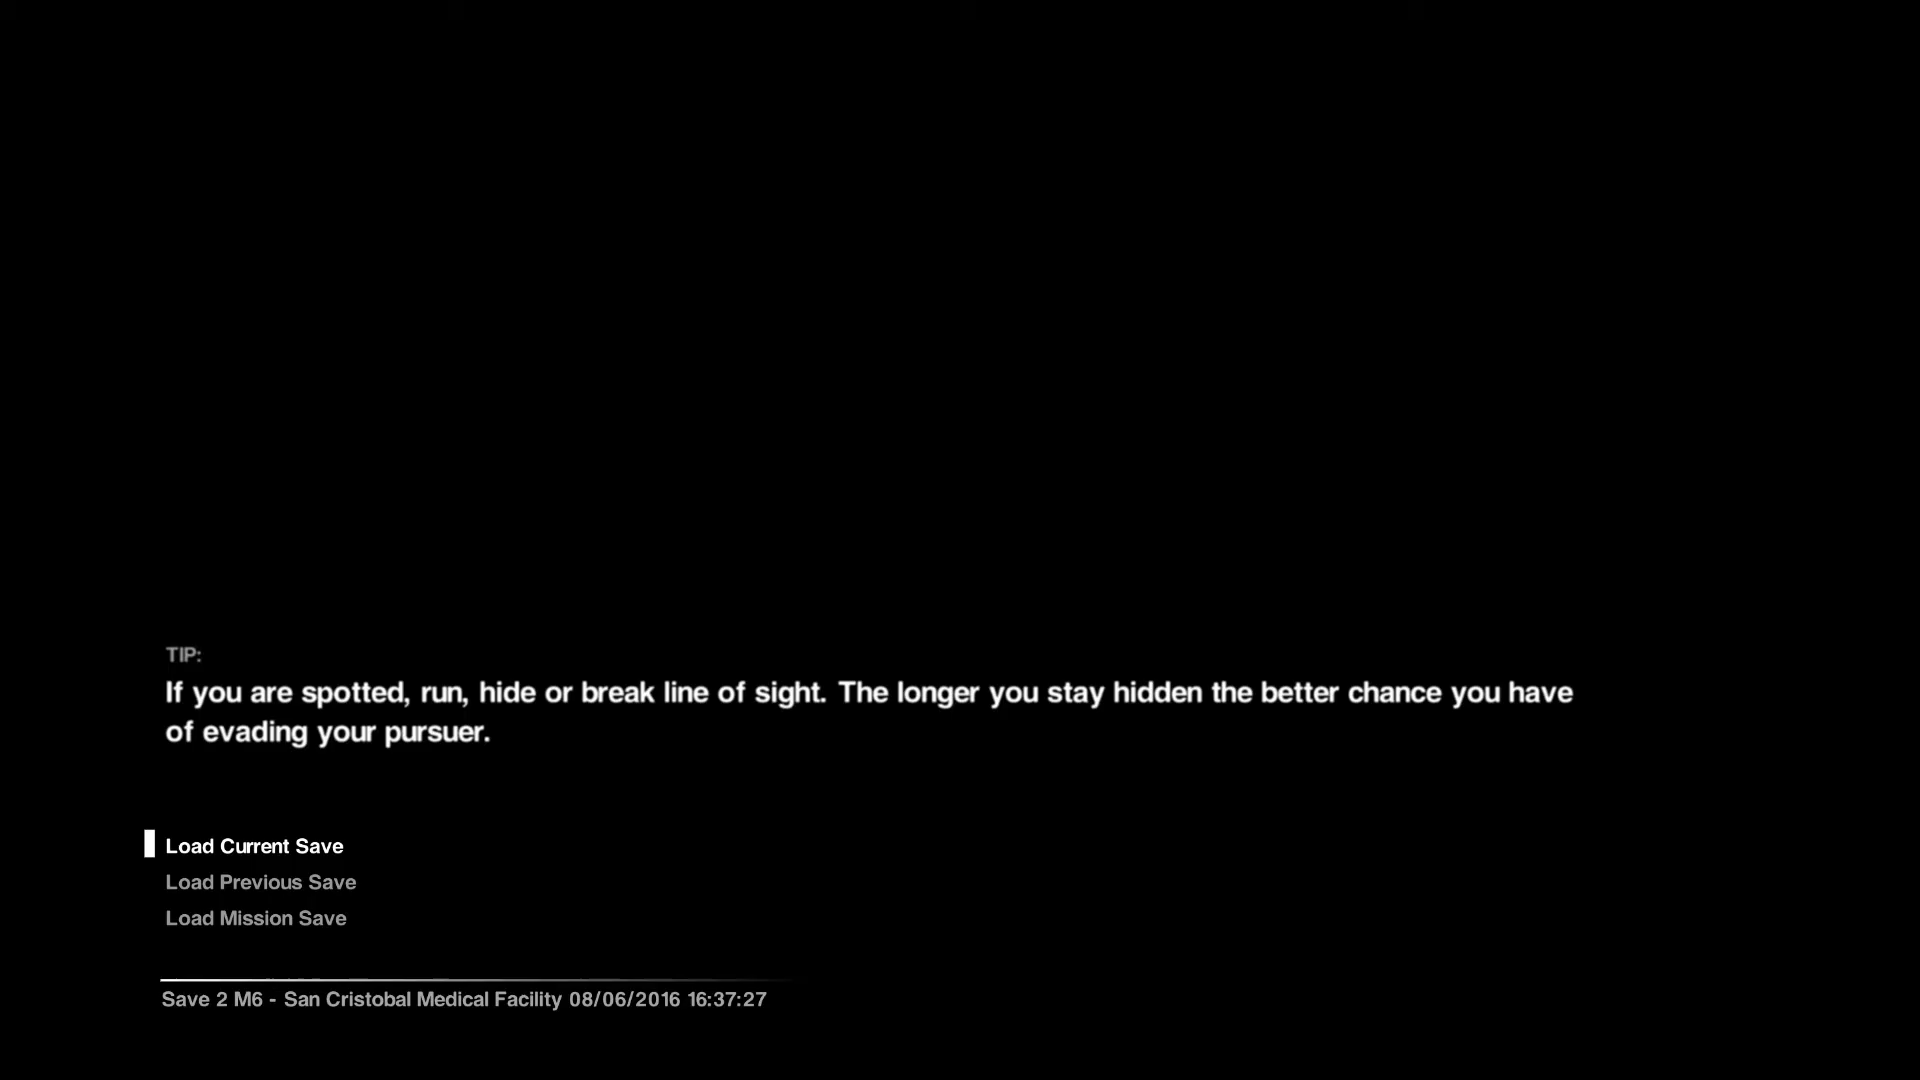 TIP:
If you are spotted, run, hide or break line of sight. The longer you stay hidden the better chance you have
of evading your pursuer.
Load Current Save
Load Previous Save
Load Mission Save
Save 2 M6 - San Cristobal Medical Facility 08/06/2016 16:37:27